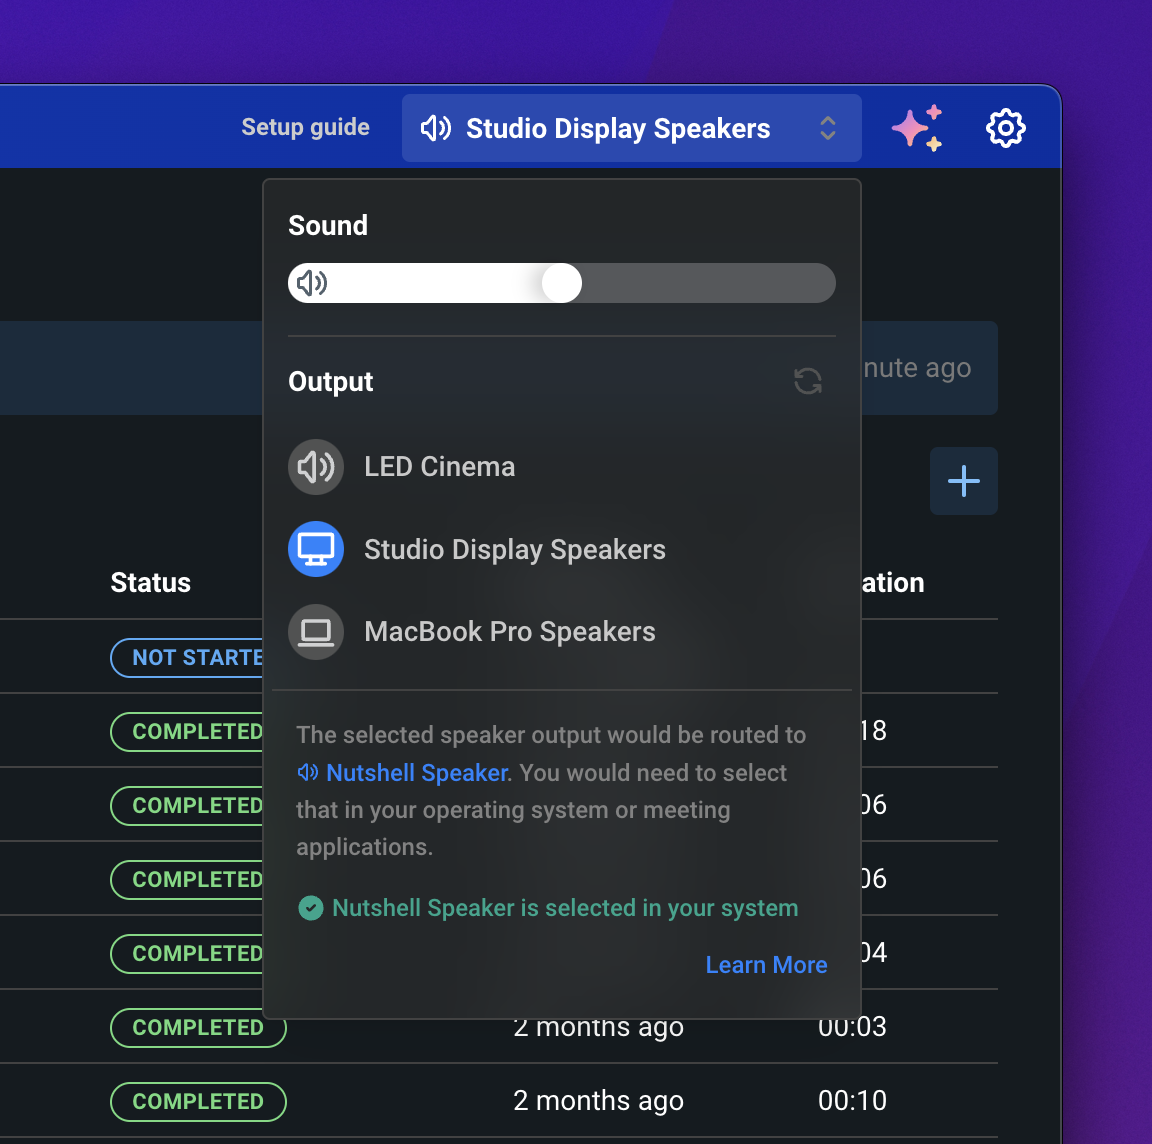 Setup guide
Studio Display Speakers
Sound
Output
nute ago
LED Cinema
Studio Display Speakers
Status
ation
MacBook Pro Speakers
NOT STARTE
The selected speaker output would be routed to
COMPLETED
18
Nutshell Speaker. You would need to select
that in your operating system or meeting
COMPLETED
06
applications.
COMPLETED
06
Nutshell Speaker is selected in your system
COMPLETED
04
Learn More
COMPLETED
2 months ago
00:03
COMPLETED
2 months ago
00:10